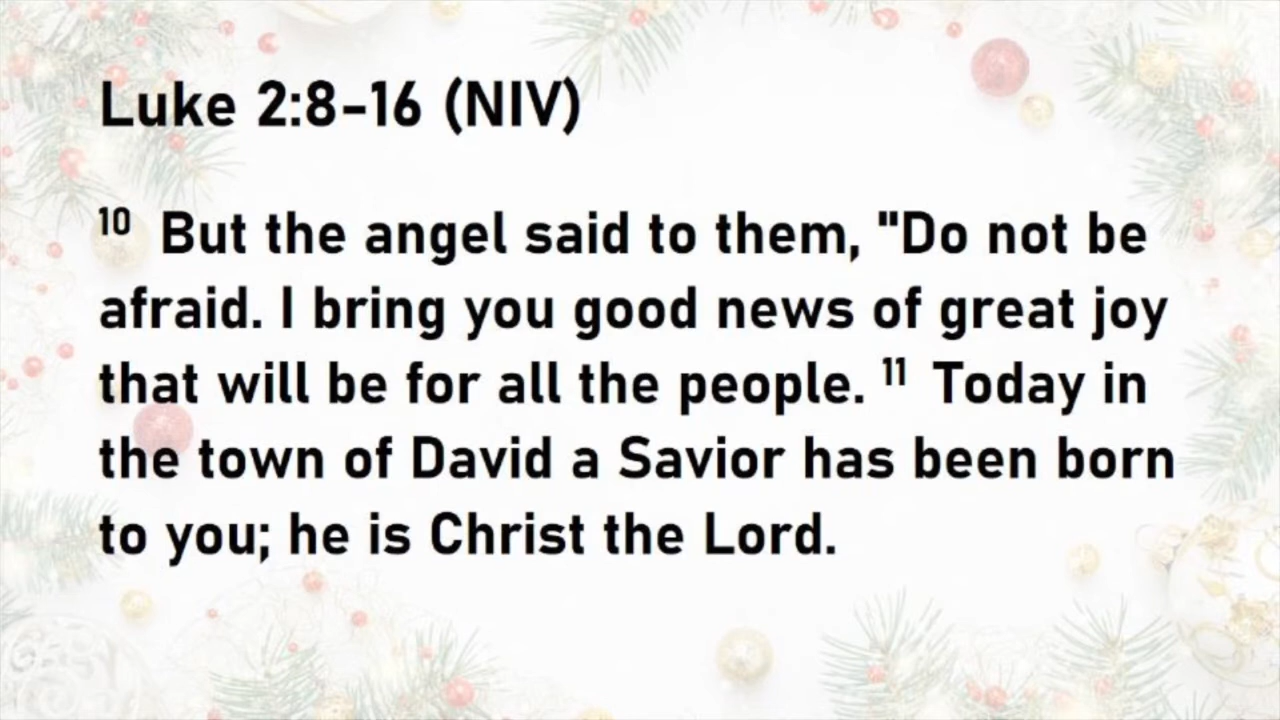 Luke 2:8-16 (NIV)
10 But the angel said to them, "Do not be
afraid. I bring you good news of great joy
that will be for all the people. 11 Today in
the town of David a Savior has been born
to you; he is Christ the Lord.